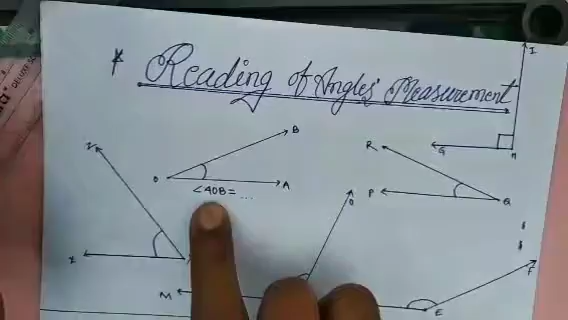 * Reading of Angles' Measurement
I
B
R
G
H
O
A
P
Q
<AOB = ...
O
X
F
M
E